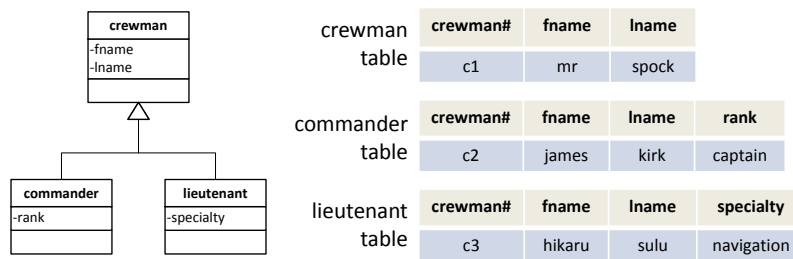 crewman
-fname
-lname
commander
-rank
lieutenant
-specialty
crewman
table
crewman# fname lname
c1 mr spock
commander
table
crewman# fname lname rank
c2 james kirk captain
lieutenant
table
crewman# fname lname specialty
c3 hikaru sulu navigation